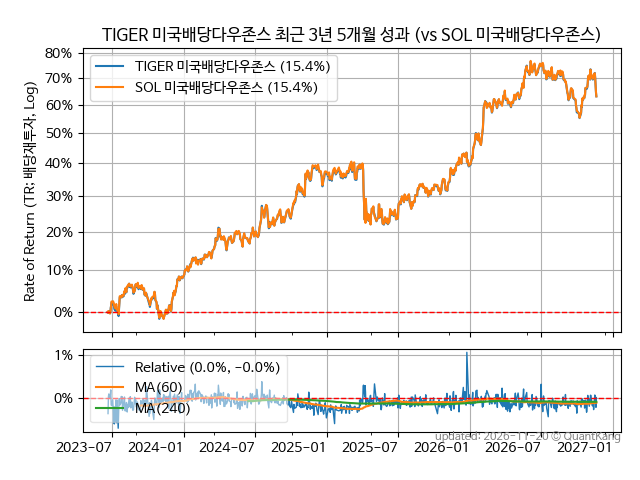 TIGER 미국배당다우존스 최근 3년 5개월 성과 (vs SOL 미국배당다우존스)
80%
70%
60%
50%
40%
30%
20%
10%
0%
Rate of Return (TR: 배당재투자, Log)
TIGER 미국배당다우존스 (15.4%)
SOL 미국배당다우존스 (15.4%)
1%
0%
Relative (0.0%, -0.0%)
MA(60)
MA(240)
2023-07 2024-01 2024-07 2025-01 2025-07 2026-01 2026-07 2027-01
updated: 2026-11-20 © QuantKang